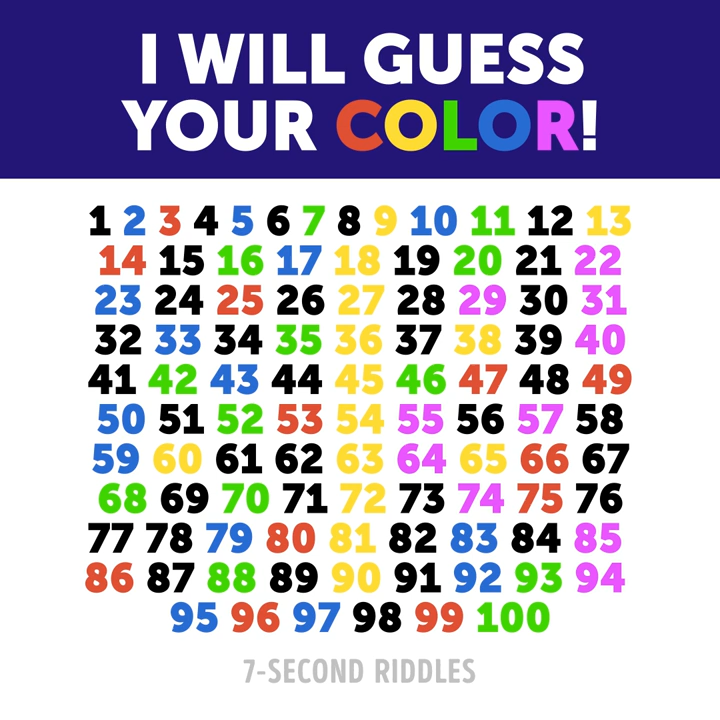 I WILL GUESS
YOUR COLOR!
1 2 3 4 5 6 7 8 9 10 11 12 13
14 15 16 17 18 19 20 21 22
23 24 25 26 27 28 29 30 31
32 33 34 35 36 37 38 39 40
41 42 43 44 45 46 47 48 49
50 51 52 53 54 55 56 57 58
59 60 61 62 63 64 65 66 67
68 69 70 71 72 73 74 75 76
77 78 79 80 81 82 83 84 85
86 87 88 89 90 91 92 93 94
95 96 97 98 99 100
7-SECOND RIDDLES